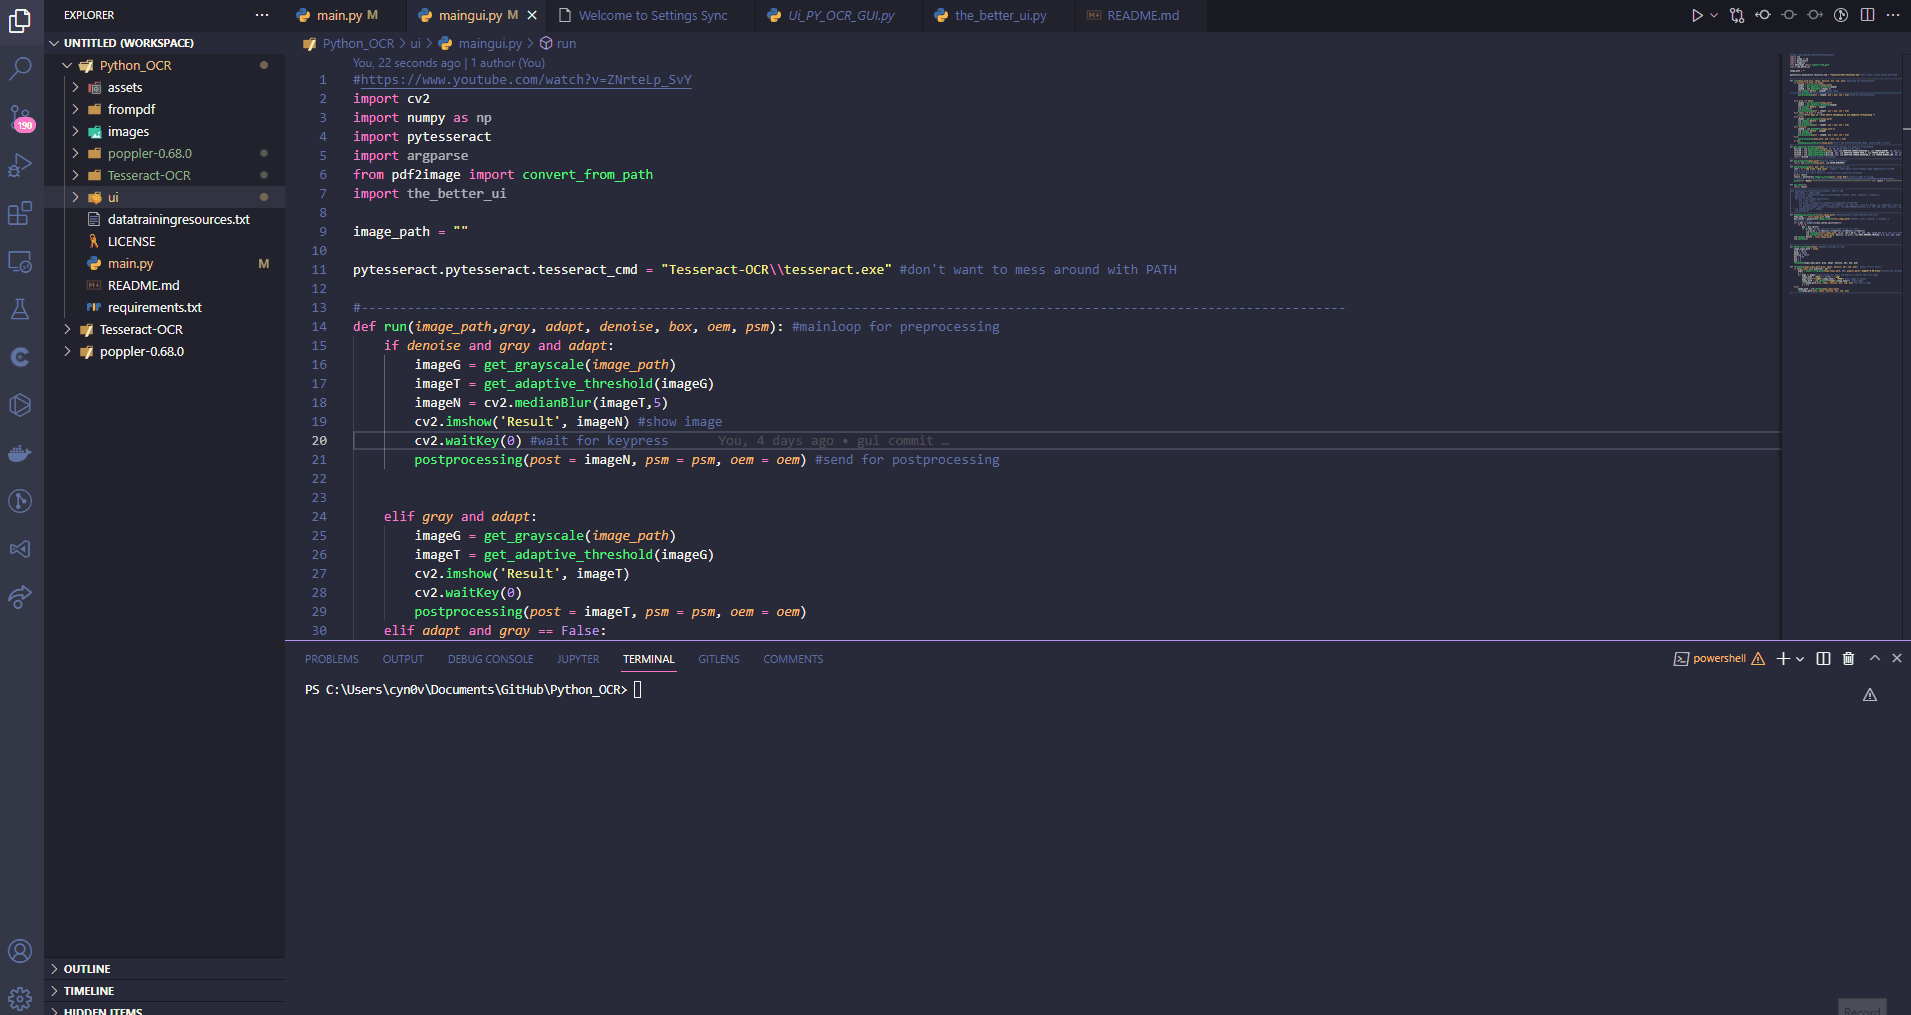 EXPLORER
UNTITLED (WORKSPACE)
Python_OCR
assets
frompdf
images
poppler-0.68.0
Tesseract-OCR
ui
datatrainingresources.txt
LICENSE
main.py M
README.md
requirements.txt
Tesseract-OCR
poppler-0.68.0
OUTLINE
TIMELINE
HIDDEN ITEMS
190
main.py M
maingui.py M
Welcome to Settings Sync
Ui_PY_OCR_GUI.py
the_better_ui.py
README.md
Python_OCR > ui > maingui.py > run
You, 22 seconds ago | 1 author (You)
1 #https://www.youtube.com/watch?v=ZNrteLp_SvY
2 import cv2
3 import numpy as np
4 import pytesseract
5 import argparse
6 from pdf2image import convert_from_path
7 import the_better_ui
8
9 image_path = ""
10
11 pytesseract.pytesseract.tesseract_cmd = "Tesseract-OCR\\tesseract.exe" #don't want to mess around with PATH
12
13 #--------------------------------------------------------------------------------------------------------------------------------
14 def run(image_path,gray, adapt, denoise, box, oem, psm): #mainloop for preprocessing
15 if denoise and gray and adapt:
16 imageG = get_grayscale(image_path)
17 imageT = get_adaptive_threshold(imageG)
18 imageN = cv2.medianBlur(imageT,5)
19 cv2.imshow('Result', imageN) #show image
20 cv2.waitKey(0) #wait for keypress You, 4 days ago • gui commit …
21 postprocessing(post = imageN, psm = psm, oem = oem) #send for postprocessing
22
23
24 elif gray and adapt:
25 imageG = get_grayscale(image_path)
26 imageT = get_adaptive_threshold(imageG)
27 cv2.imshow('Result', imageT)
28 cv2.waitKey(0)
29 postprocessing(post = imageT, psm = psm, oem = oem)
30 elif adapt and gray == False:
PROBLEMS OUTPUT DEBUG CONSOLE JUPYTER TERMINAL GITLENS COMMENTS
powershell
PS C:\Users\cyn0v\Documents\GitHub\Python_OCR>
Record